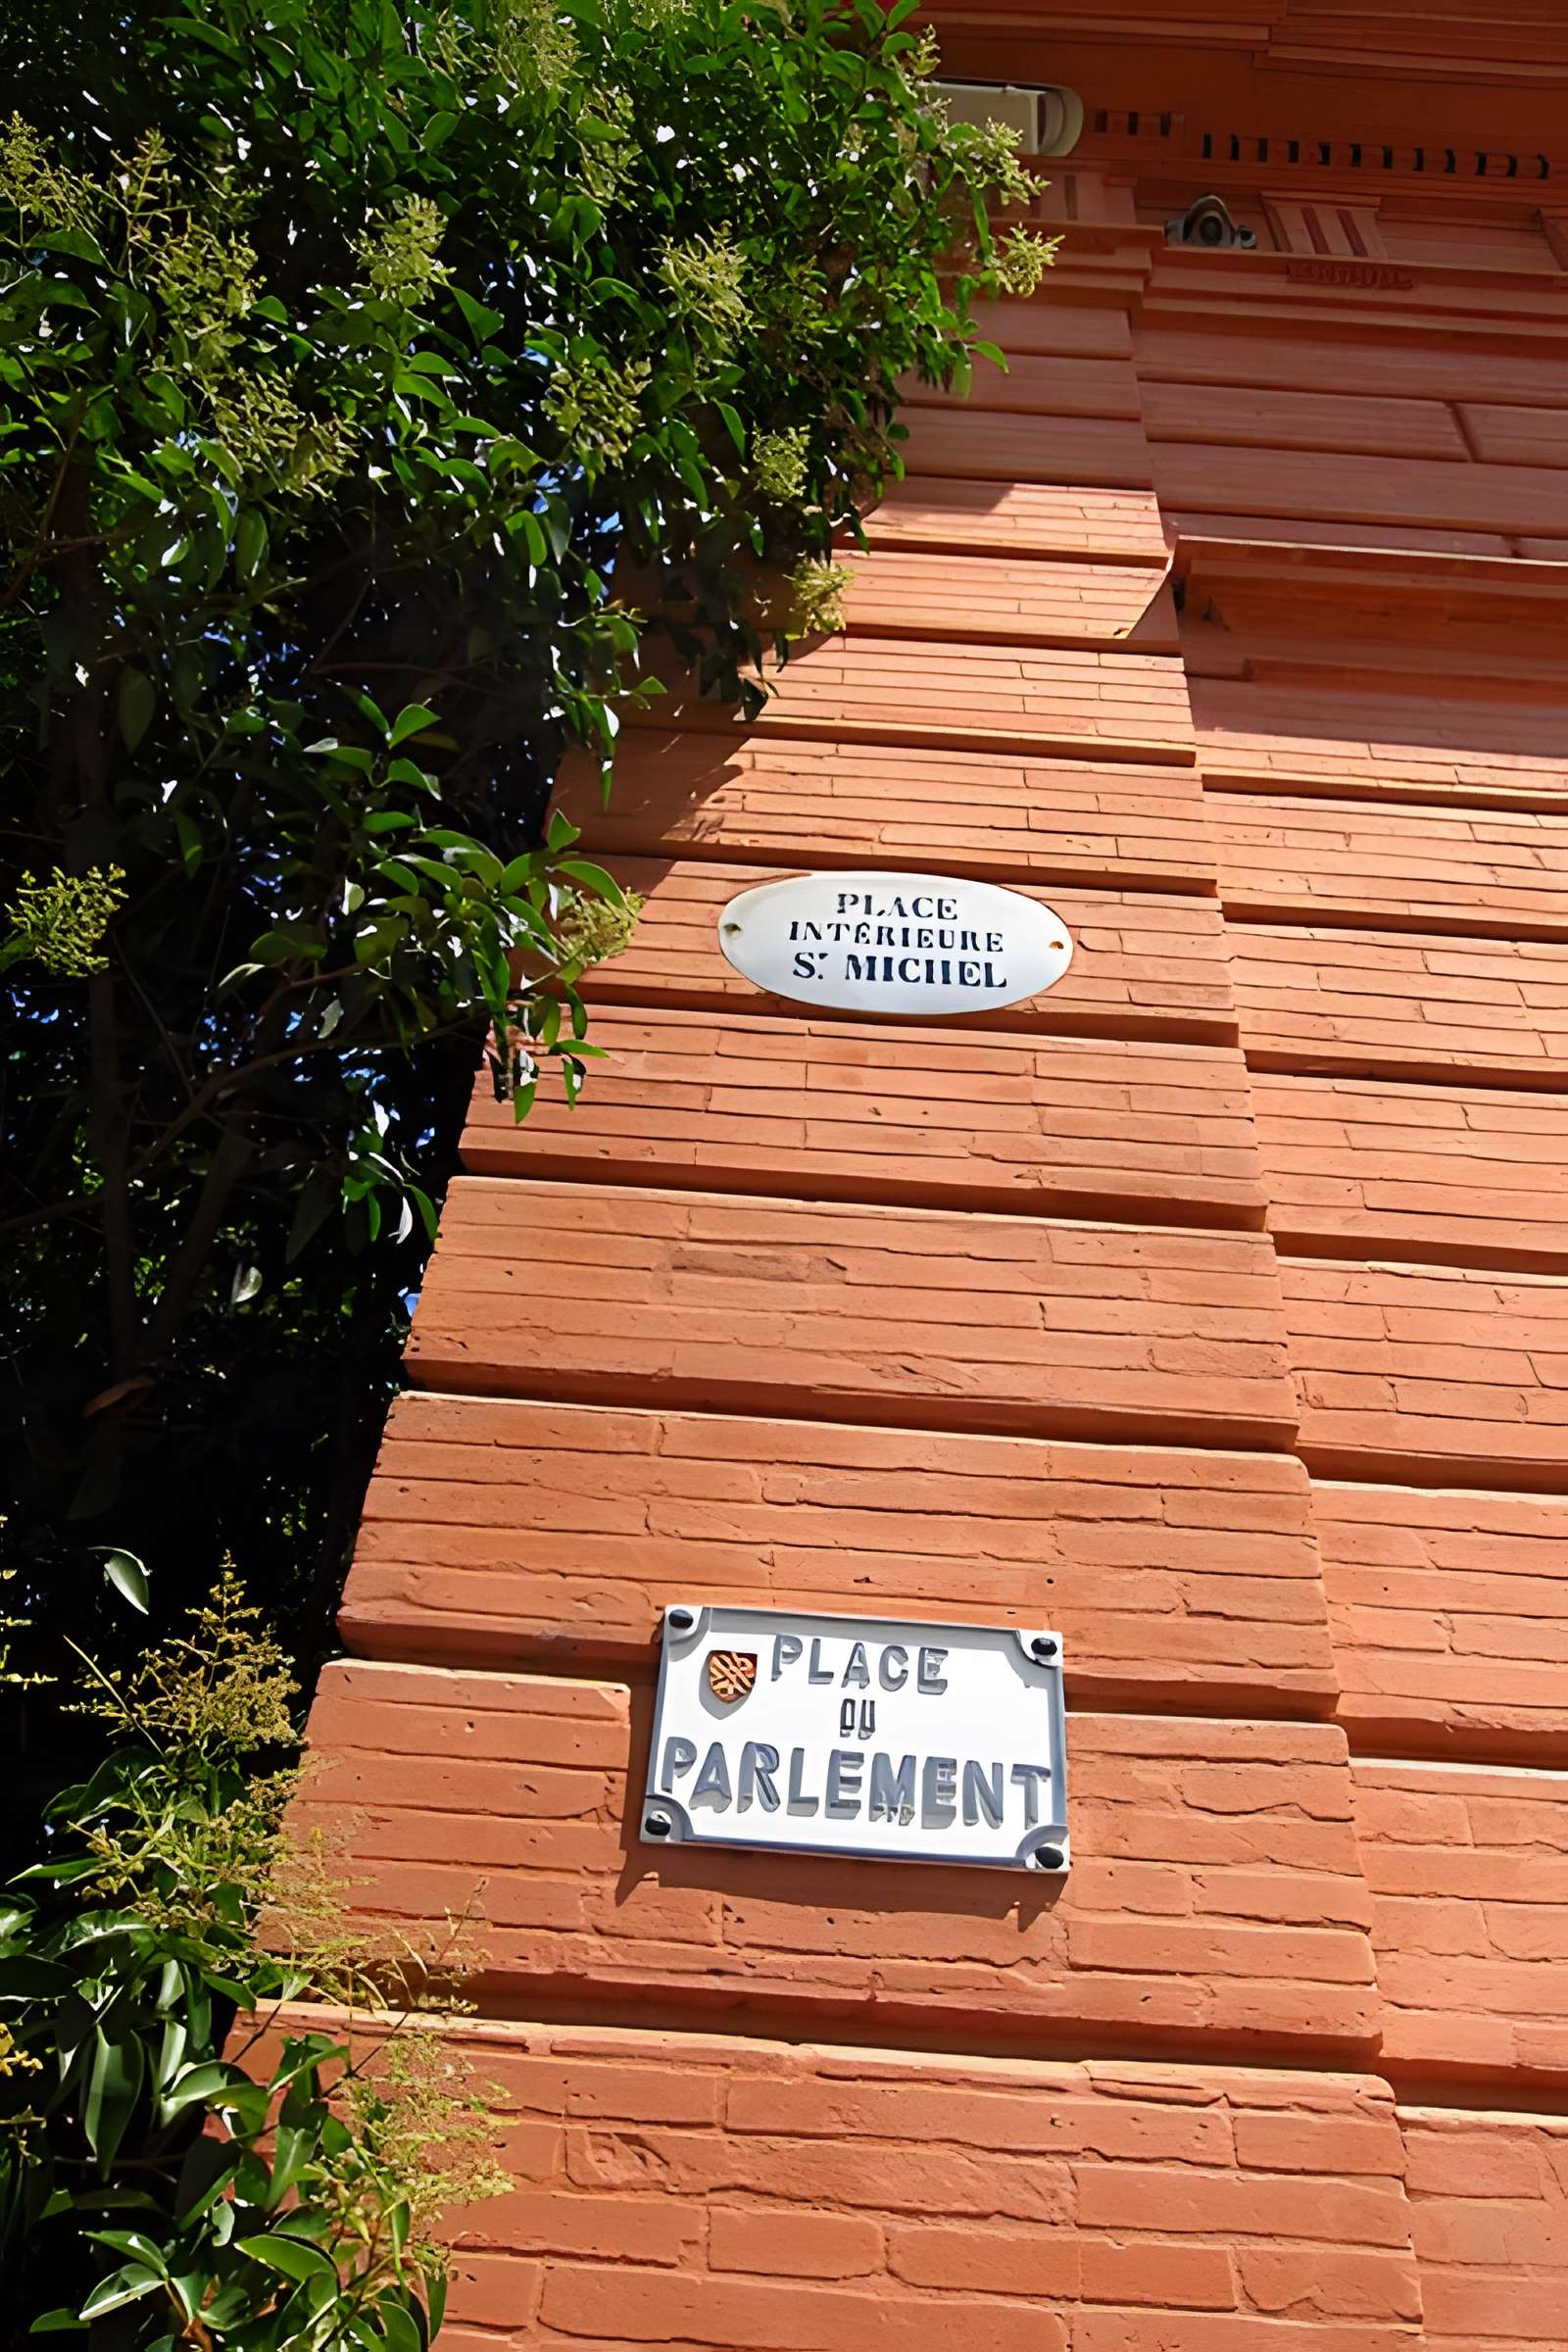 PLACE
INTÉRIEURE
ST MICHEL
PLACE
DU
PARLEMENT